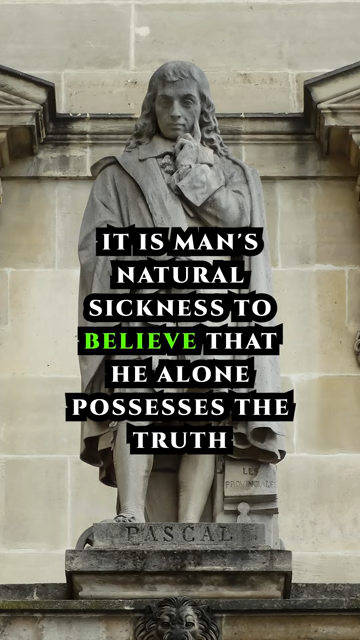 IT IS MAN'S
NATURAL
SICKNESS TO
BELIEVE THAT
HE ALONE
POSSESSES THE
TRUTH
LES
PROVINCIALES
PASCAL